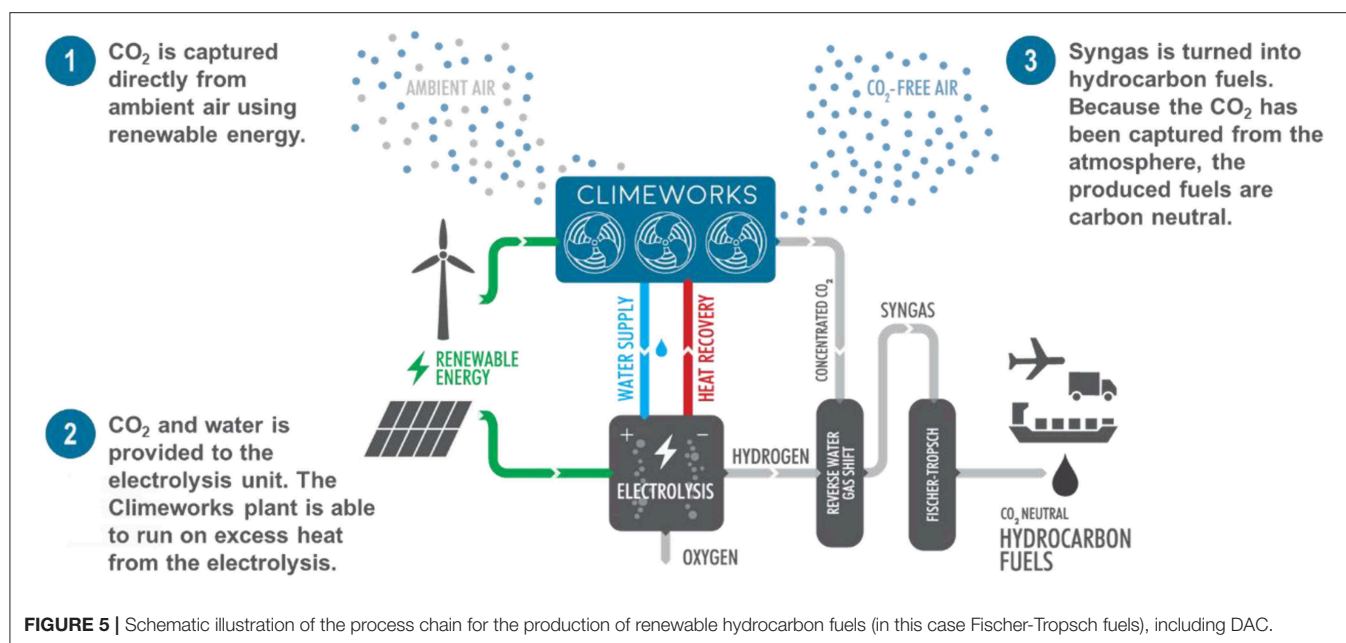 1
CO₂ is captured
directly from
ambient air using
renewable energy.
AMBIENT AIR
CO₂-FREE AIR
3
Syngas is turned into
hydrocarbon fuels.
Because the CO₂ has
been captured from the
atmosphere, the
produced fuels are
carbon neutral.
CLIMEWORKS
RENEWABLE
ENERGY
WATER SUPPLY
HEAT RECOVERY
CONCENTRATED CO₂
SYNGAS
2
CO₂ and water is
provided to the
electrolysis unit. The
Climeworks plant is able
to run on excess heat
from the electrolysis.
+
−
ELECTROLYSIS
HYDROGEN
OXYGEN
REVERSE WATER
GAS SHIFT
FISCHER-TROPSCH
CO₂ NEUTRAL
HYDROCARBON
FUELS
FIGURE 5 | Schematic illustration of the process chain for the production of renewable hydrocarbon fuels (in this case Fischer-Tropsch fuels), including DAC.